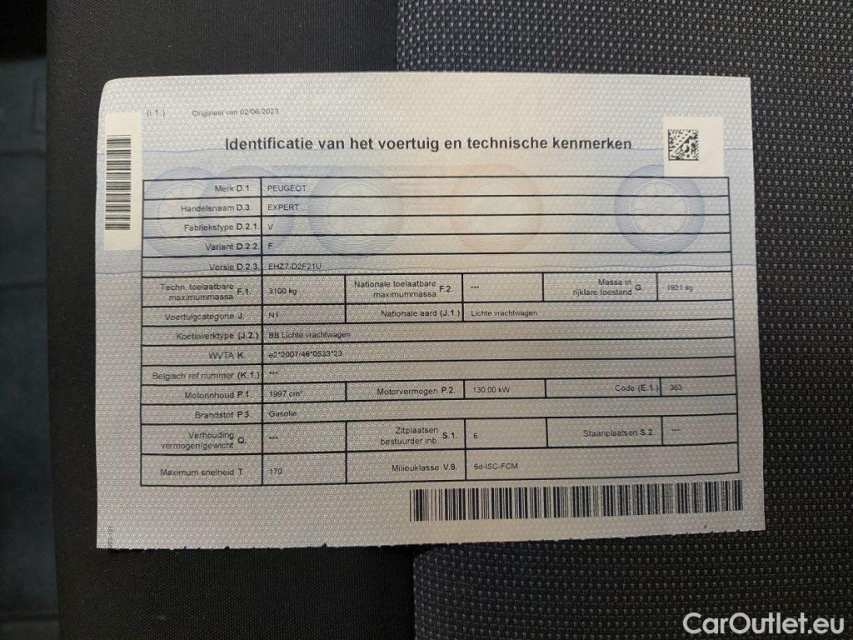 (i.1.) Origineel van 02/06/2023
Identificatie van het voertuig en technische kenmerken
Merk D.1. PEUGEOT
Handelsnaam D.3. EXPERT
Fabriekstype D.2.1. V
Variant D.2.2. F
Versie D.2.3. EHZ7-D2F21U
Techn. toelaatbare maximummassa F.1. 3100 kg Nationale toelaatbare maximummassa F.2. --- Massa in rijklare toestand G. 1921 kg
Voertuigcategorie J. N1 Nationale aard (J.1.) Lichte vrachtwagen
Koetswerktype (J.2.) BB Lichte vrachtwagen
WVTA K. e2*2007/46*0533*23
Belgisch ref nummer (K.1.) ---
Motorinhoud P.1. 1997 cm³ Motorvermogen P.2. 130.00 kW Code (E.1.) 363
Brandstof P.3. Gasolie
Verhouding vermogen/gewicht Q. --- Zitplaatsen bestuurder inb. S.1. 6 Staanplaatsen S.2. ---
Maximum snelheid T. 170 Milieuklasse V.9. 6d-ISC-FCM
CarOutlet.eu